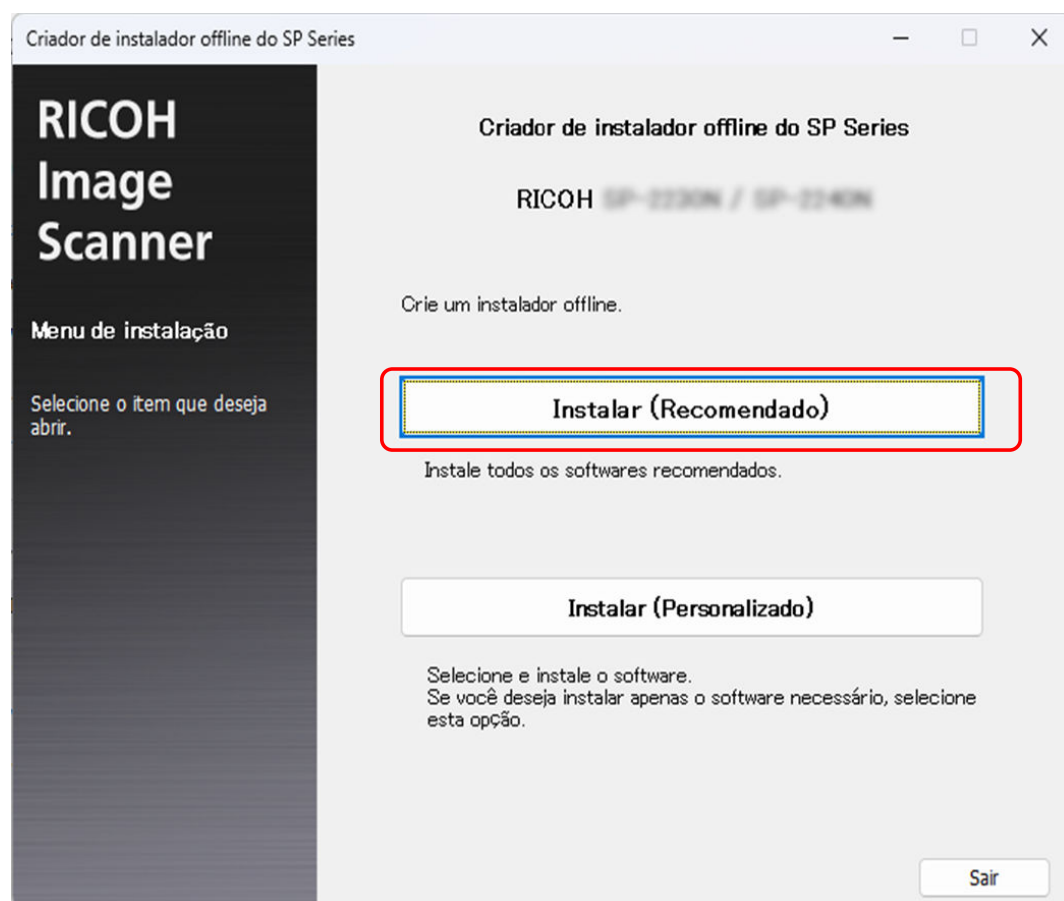 Criador de instalador offline do SP Series
RICOH
Image
Scanner
Menu de instalação
Selecione o item que deseja
abrir.
Criador de instalador offline do SP Series
RICOH
Crie um instalador offline.
Instalar (Recomendado)
Instale todos os softwares recomendados.
Instalar (Personalizado)
Selecione e instale o software.
Se você deseja instalar apenas o software necessário, selecione
esta opção.
Sair